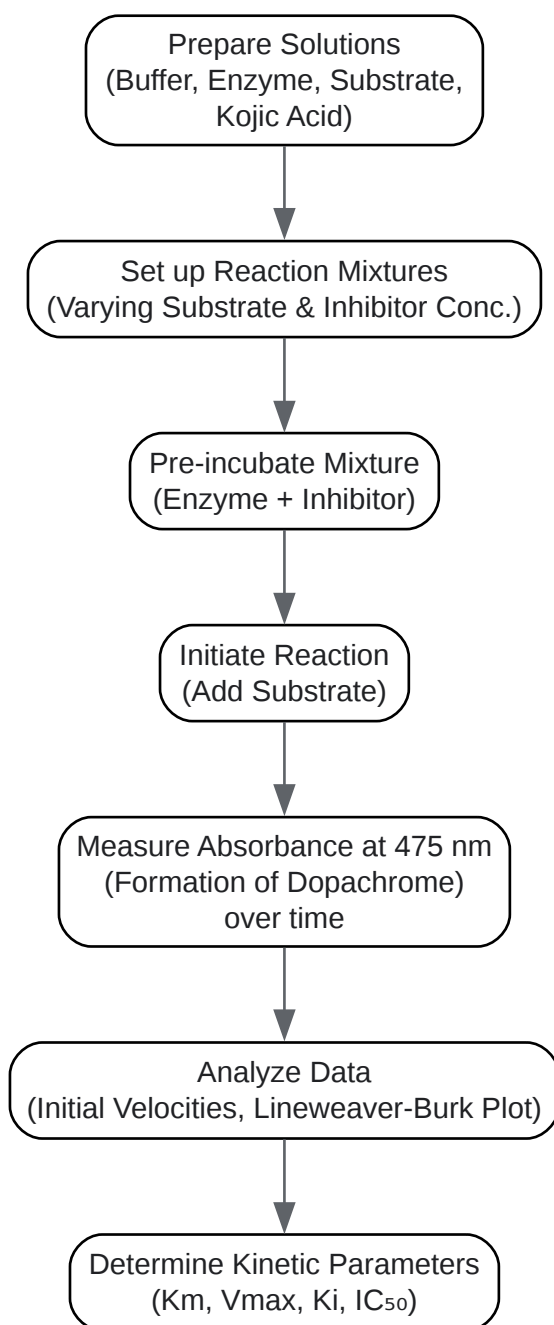 Prepare Solutions
(Buffer, Enzyme, Substrate,
Kojic Acid)
Set up Reaction Mixtures
(Varying Substrate & Inhibitor Conc.)
Pre-incubate Mixture
(Enzyme + Inhibitor)
Initiate Reaction
(Add Substrate)
Measure Absorbance at 475 nm
(Formation of Dopachrome)
over time
Analyze Data
(Initial Velocities, Lineweaver-Burk Plot)
Determine Kinetic Parameters
(Km, Vmax, Ki, IC₅₀)